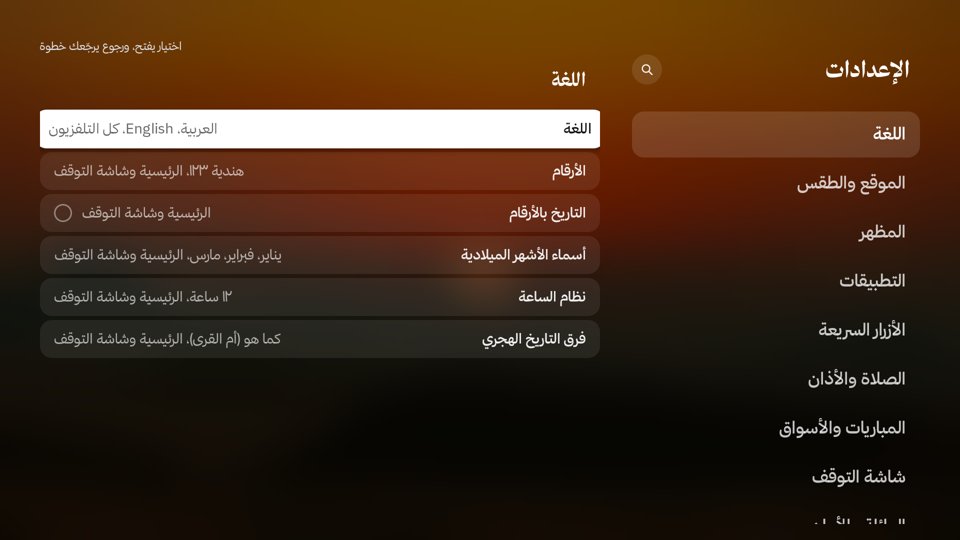 الإعدادات
اللغة
الموقع والطقس
المظهر
التطبيقات
الأزرار السريعة
الصلاة والأذان
المباريات والأسواق
شاشة التوقف
اختيار يفتح، ورجوع يرجّعك خطوة
اللغة
اللغة العربية، English، كل التلفزيون
الأرقام هندية ١٢٣، الرئيسية وشاشة التوقف
التاريخ بالأرقام الرئيسية وشاشة التوقف
أسماء الأشهر الميلادية يناير، فبراير، مارس، الرئيسية وشاشة التوقف
نظام الساعة ١٢ ساعة، الرئيسية وشاشة التوقف
فرق التاريخ الهجري كما هو (أم القرى)، الرئيسية وشاشة التوقف